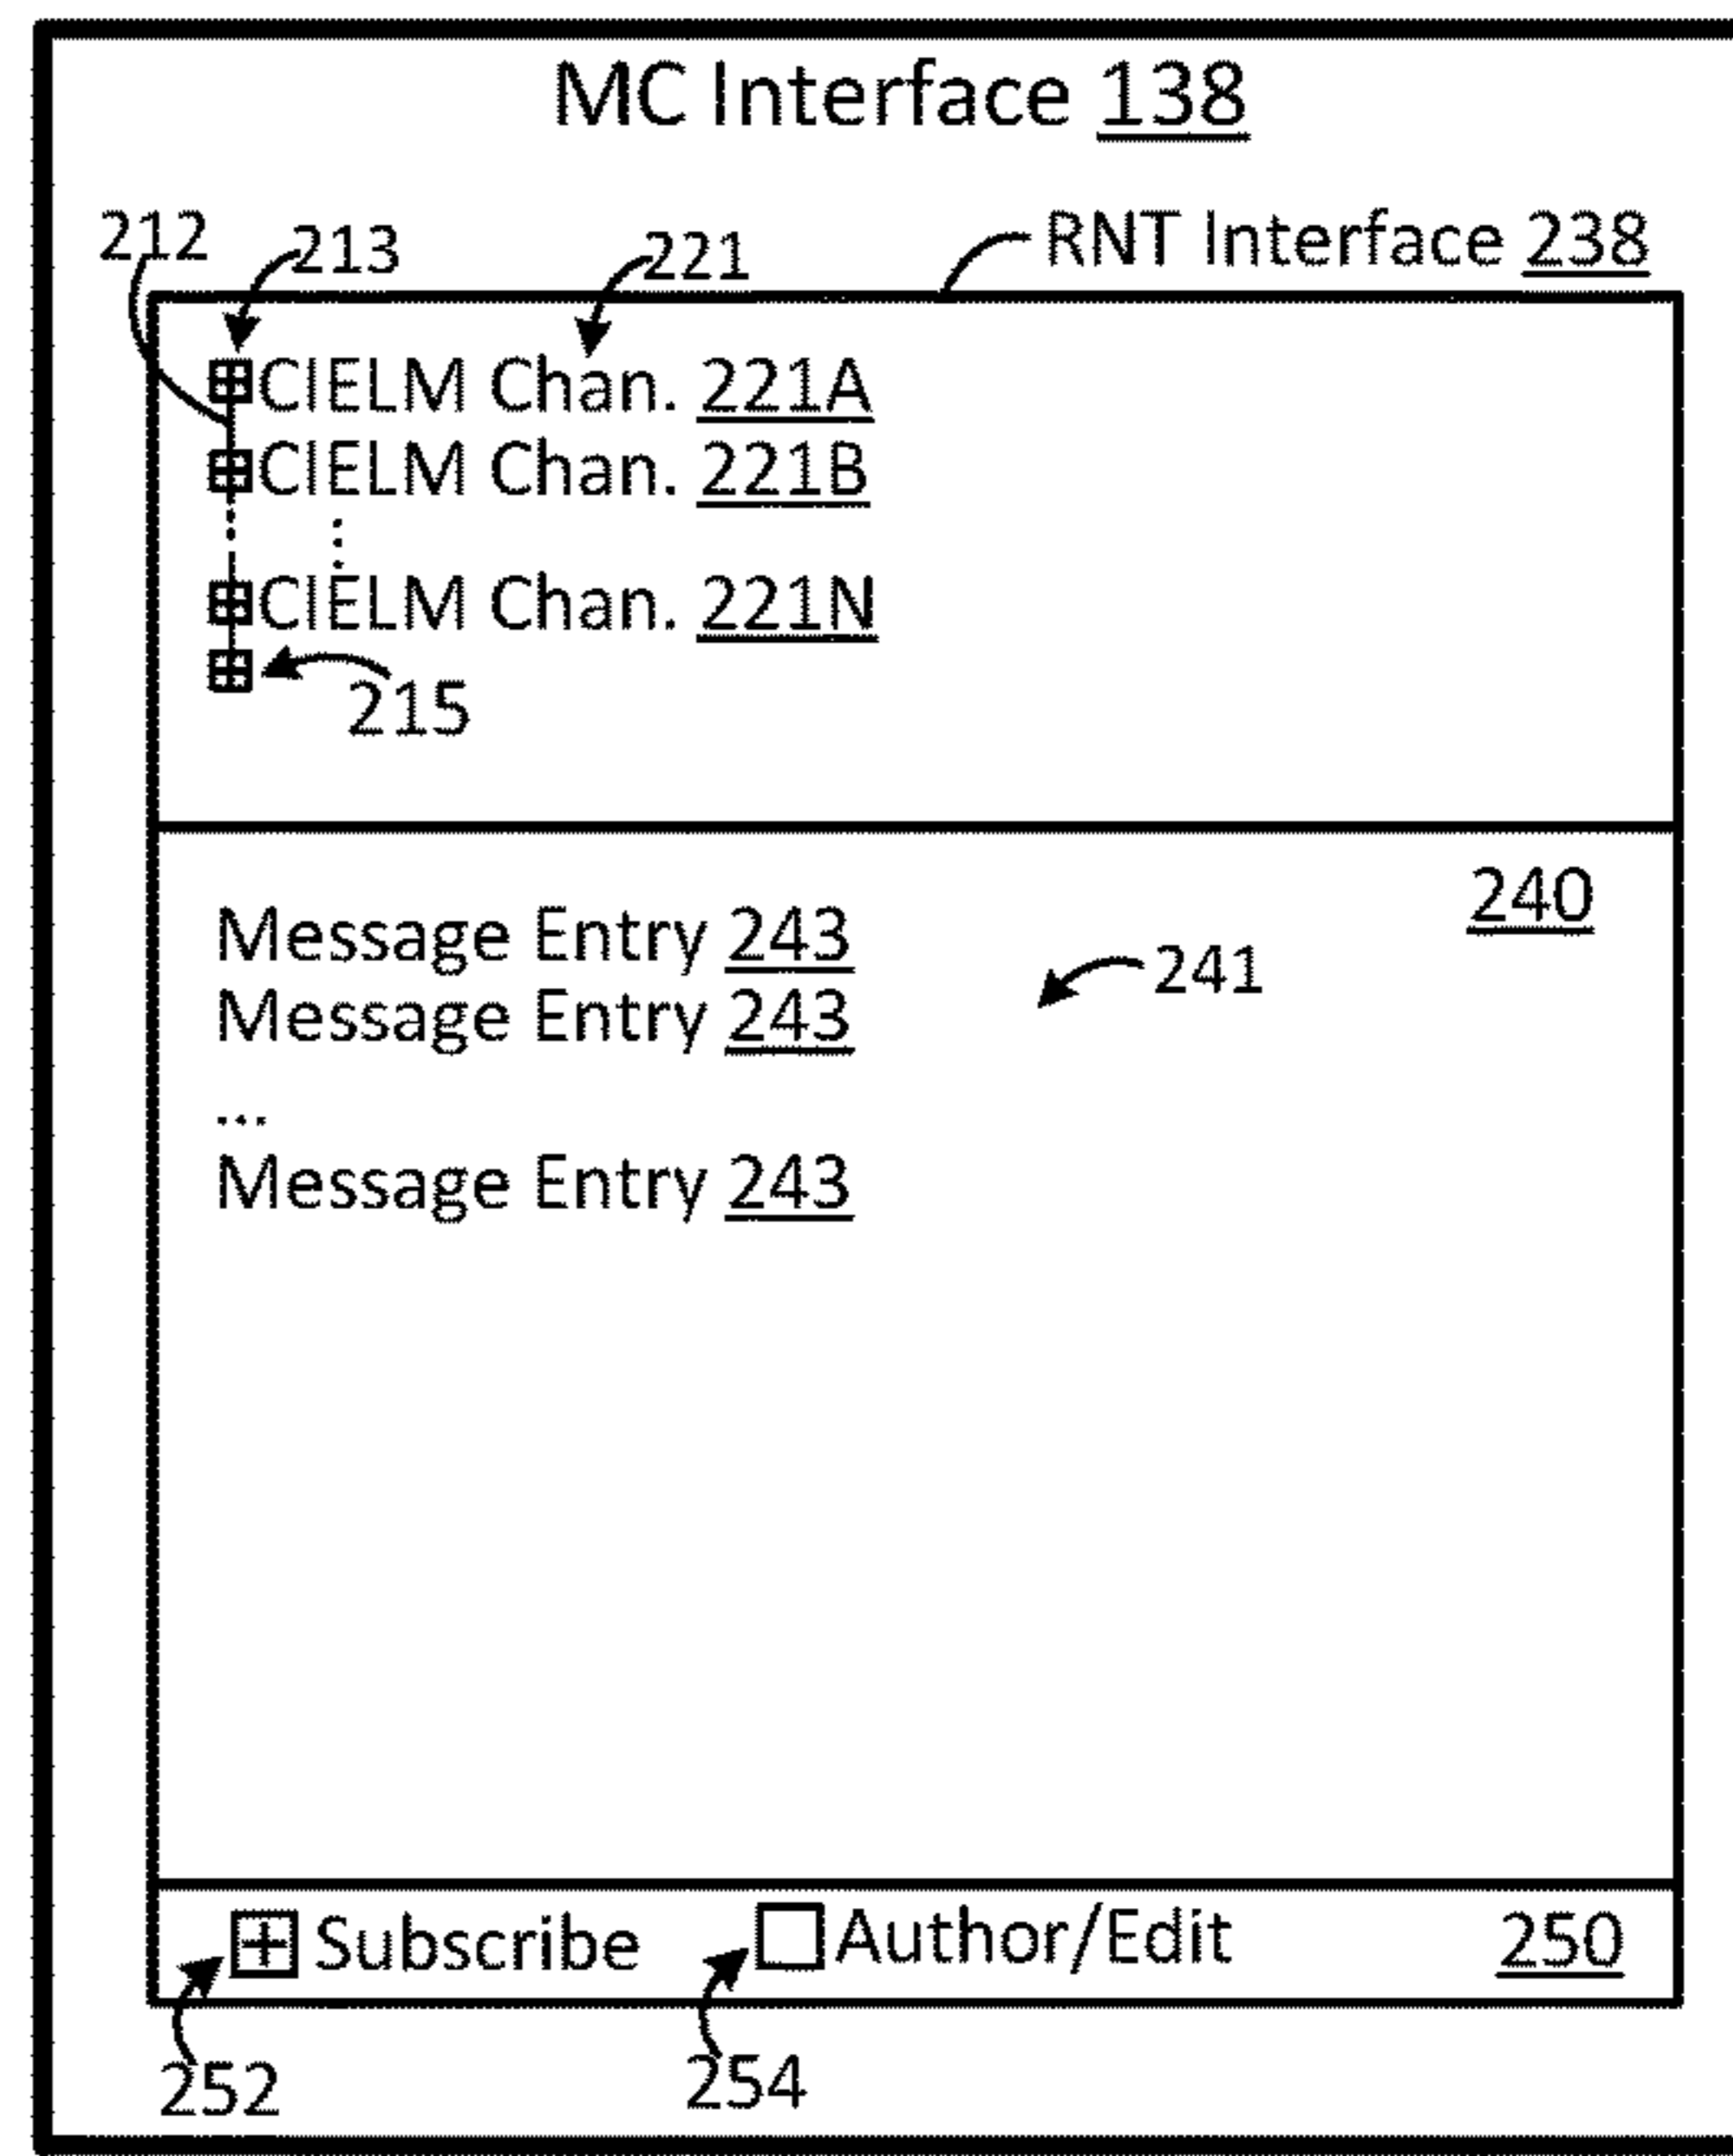 MC Interface 138
212 213 221 RNT Interface 238
CIELM Chan. 221A
CIELM Chan. 221B
⋮
CIELM Chan. 221N
215
240
Message Entry 243
241
Message Entry 243
...
Message Entry 243
Subscribe Author/Edit 250
252 254